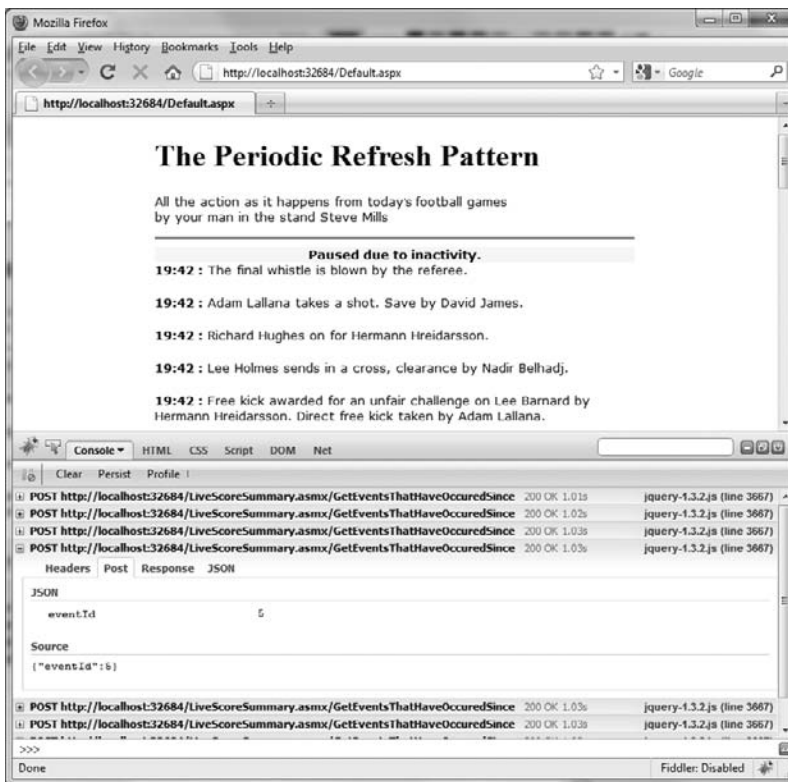 Mozilla Firefox
File Edit View History Bookmarks Tools Help
http://localhost:32684/Default.aspx
Google
http://localhost:32684/Default.aspx
The Periodic Refresh Pattern
All the action as it happens from today's football games
by your man in the stand Steve Mills
Paused due to inactivity.
19:42 : The final whistle is blown by the referee.
19:42 : Adam Lallana takes a shot. Save by David James.
19:42 : Richard Hughes on for Hermann Hreidarsson.
19:42 : Lee Holmes sends in a cross, clearance by Nadir Belhadj.
19:42 : Free kick awarded for an unfair challenge on Lee Barnard by
Hermann Hreidarsson. Direct free kick taken by Adam Lallana.
Console HTML CSS Script DOM Net
Clear Persist Profile
POST http://localhost:32684/LiveScoreSummary.asmx/GetEventsThatHaveOccuredSince 200 OK 1.01s jquery-1.3.2.js (line 3667)
POST http://localhost:32684/LiveScoreSummary.asmx/GetEventsThatHaveOccuredSince 200 OK 1.02s jquery-1.3.2.js (line 3667)
POST http://localhost:32684/LiveScoreSummary.asmx/GetEventsThatHaveOccuredSince 200 OK 1.03s jquery-1.3.2.js (line 3667)
POST http://localhost:32684/LiveScoreSummary.asmx/GetEventsThatHaveOccuredSince 200 OK 1.03s jquery-1.3.2.js (line 3667)
Headers Post Response JSON
JSON
eventId
Source
POST http://localhost:32684/LiveScoreSummary.asmx/GetEventsThatHaveOccuredSince 200 OK 1.03s jquery-1.3.2.js (line 3667)
POST http://localhost:32684/LiveScoreSummary.asmx/GetEventsThatHaveOccuredSince 200 OK 1.03s jquery-1.3.2.js (line 3667)
>>>
Done Fiddler: Disabled